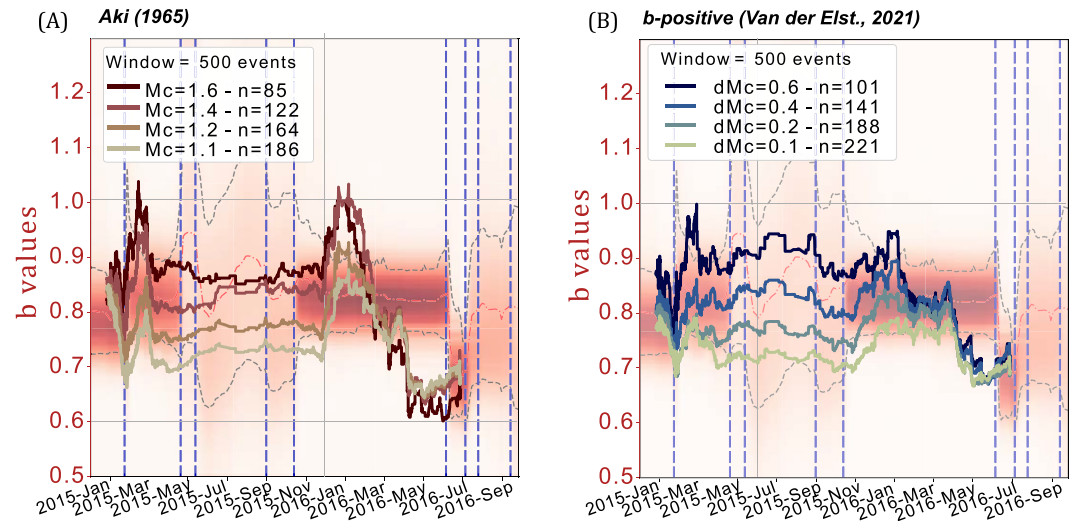 (A) Aki (1965)
Window = 500 events
Mc=1.6 - n=85
Mc=1.4 - n=122
Mc=1.2 - n=164
Mc=1.1 - n=186
b values
1.2
1.1
1.0
0.9
0.8
0.7
0.6
0.5
2015-Jan
2015-Mar
2015-May
2015-Jul
2015-Sep
2015-Nov
2016-Jan
2016-Mar
2016-May
2016-Jul
2016-Sep
(B) b-positive (Van der Elst., 2021)
Window = 500 events
dMc=0.6 - n=101
dMc=0.4 - n=141
dMc=0.2 - n=188
dMc=0.1 - n=221
b values
1.2
1.1
1.0
0.9
0.8
0.7
0.6
0.5
2015-Jan
2015-Mar
2015-May
2015-Jul
2015-Sep
2015-Nov
2016-Jan
2016-Mar
2016-May
2016-Jul
2016-Sep